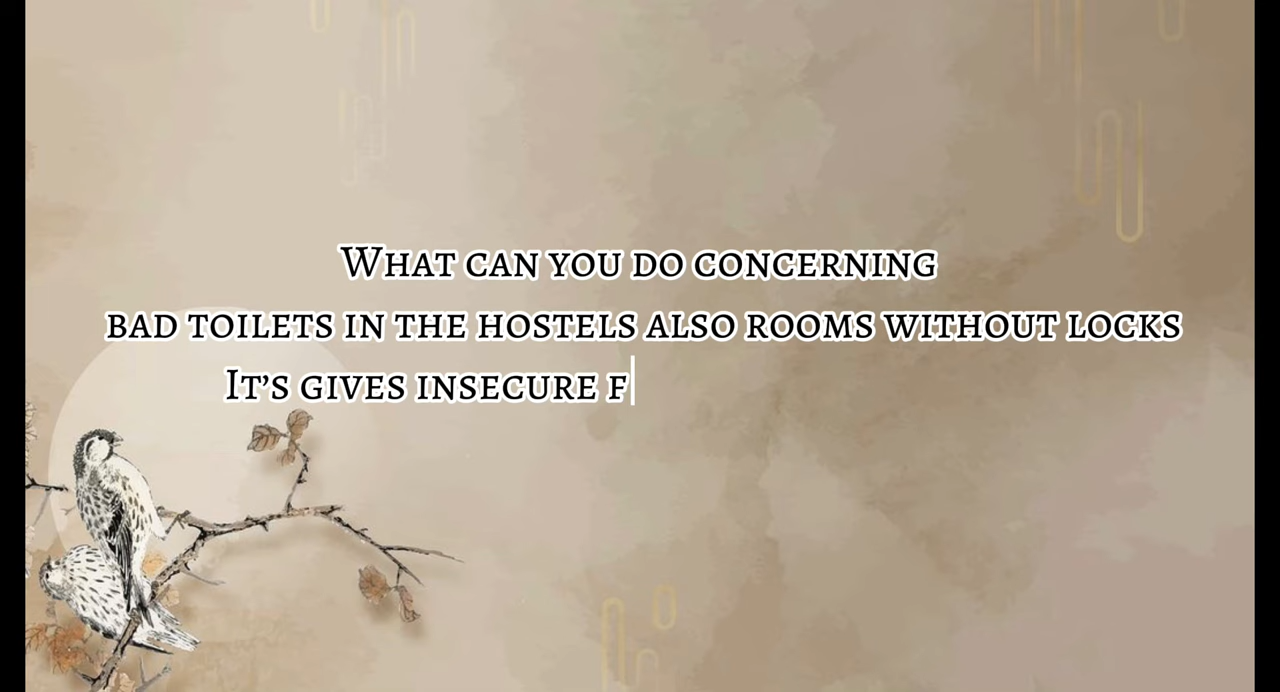 What can you do concerning
bad toilets in the hostels also rooms without locks
It’s gives insecure f